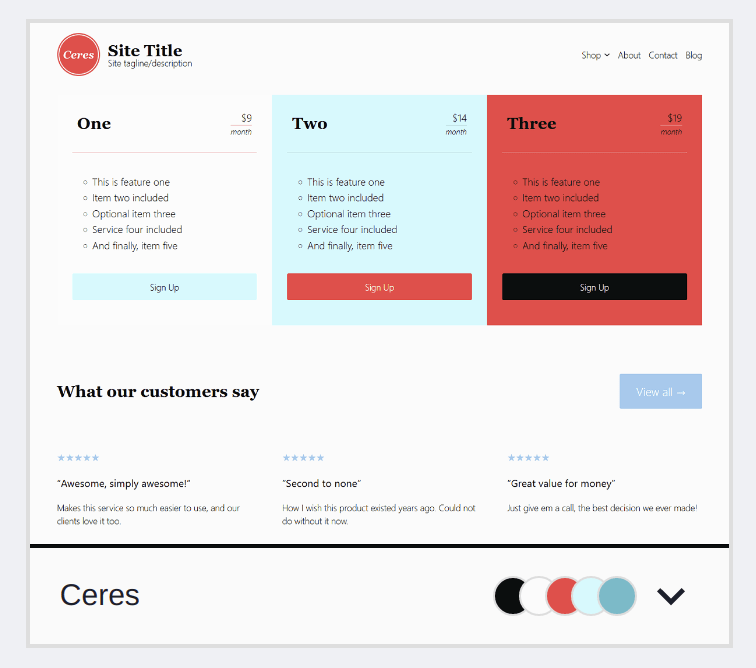 Ceres
Site Title
Site tagline/description
Shop
About
Contact
Blog
One
$9
month
This is feature one
Item two included
Optional item three
Service four included
And finally, item five
Sign Up
Two
$14
month
This is feature one
Item two included
Optional item three
Service four included
And finally, item five
Sign Up
Three
$19
month
This is feature one
Item two included
Optional item three
Service four included
And finally, item five
Sign Up
What our customers say
View all →
★★★★★
“Awesome, simply awesome!”
Makes this service so much easier to use, and our
clients love it too.
★★★★★
“Second to none”
How I wish this product existed years ago. Could not
do without it now.
★★★★★
“Great value for money”
Just give em a call, the best decision we ever made!
Ceres